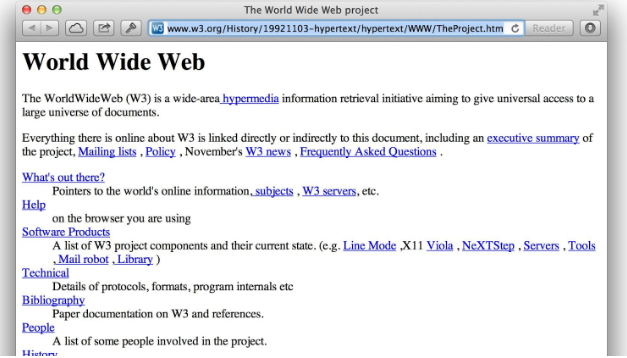 The World Wide Web project
www.w3.org/History/19921103-hypertext/hypertext/WWW/TheProject.htm
Reader
World Wide Web
The WorldWideWeb (W3) is a wide-area hypermedia information retrieval initiative aiming to give universal access to a
large universe of documents.
Everything there is online about W3 is linked directly or indirectly to this document, including an executive summary of
the project, Mailing lists , Policy , November's W3 news , Frequently Asked Questions .
What's out there?
Pointers to the world's online information, subjects , W3 servers, etc.
Help
on the browser you are using
Software Products
A list of W3 project components and their current state. (e.g. Line Mode ,X11 Viola , NeXTStep , Servers , Tools
, Mail robot , Library )
Technical
Details of protocols, formats, program internals etc
Bibliography
Paper documentation on W3 and references.
People
A list of some people involved in the project.
History